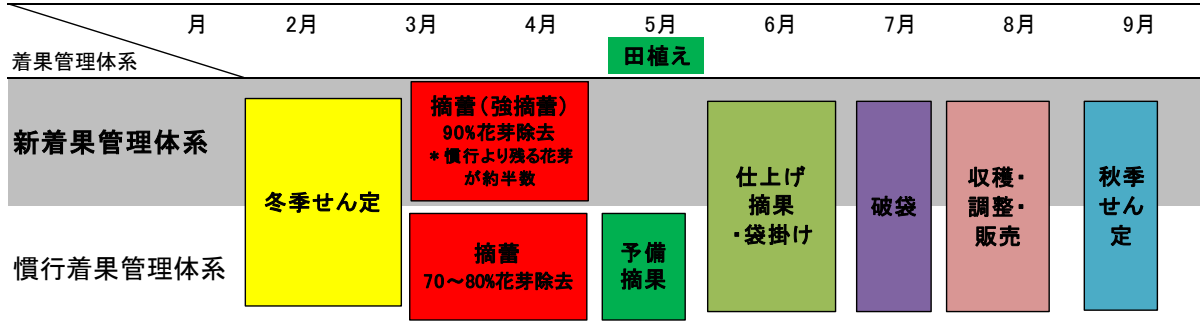 月 2月 3月 4月 5月 6月 7月 8月 9月
着果管理体系
田植え
新着果管理体系
摘蕾(強摘蕾)
90%花芽除去
*慣行より残る花芽
が約半数
冬季せん定
仕上げ
摘果
・袋掛け
破袋
収穫・
調整・
販売
秋季
せん
定
慣行着果管理体系
摘蕾
70~80%花芽除去
予備
摘果